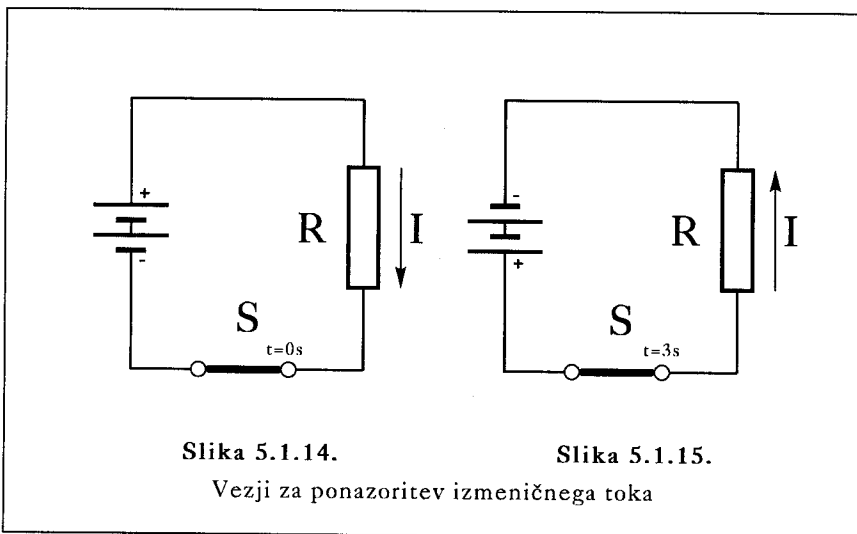 +
-
R
I
S
t=0s
-
+
R
I
S
t=3s
Slika 5.1.14.
Slika 5.1.15.
Vezji za ponazoritev izmeničnega toka